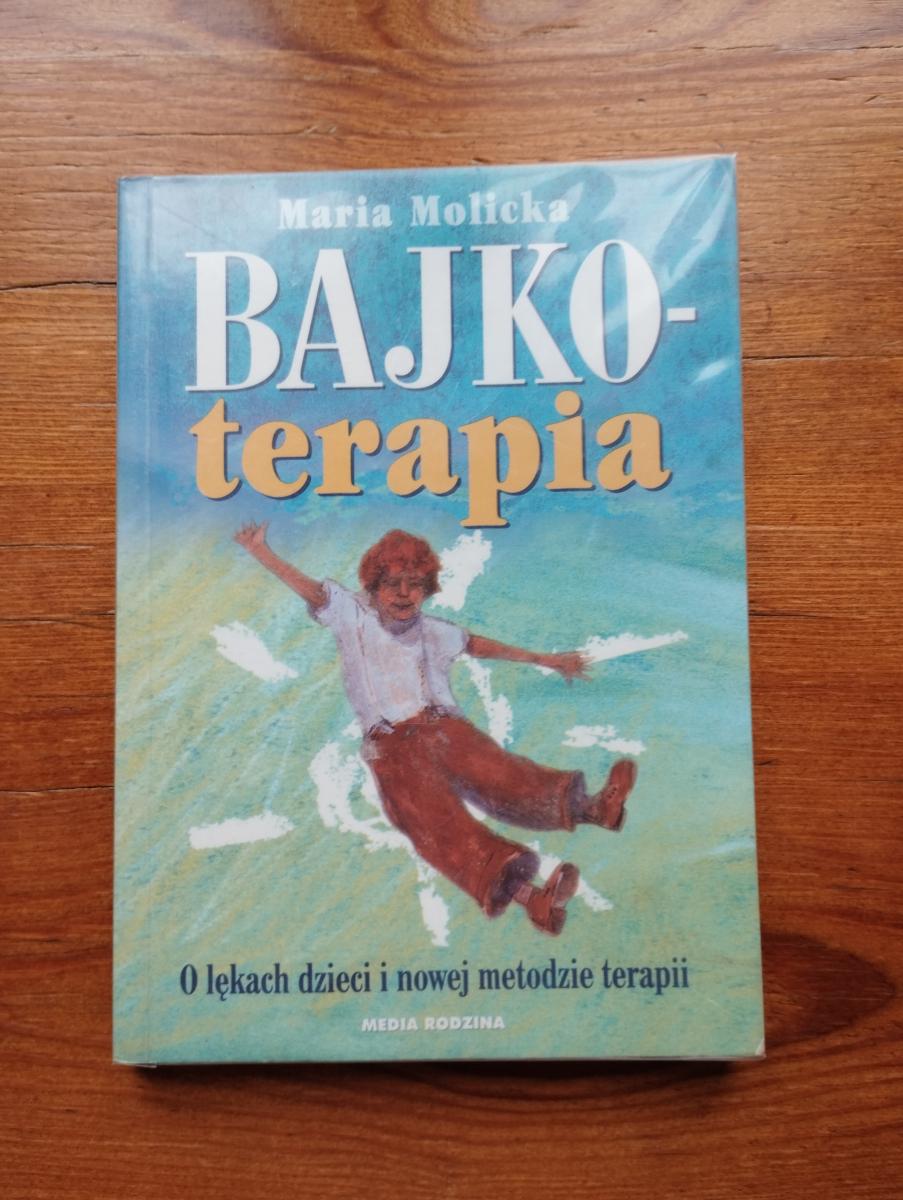 Maria Molicka
BAJKO-
terapia
O lękach dzieci i nowej metodzie terapii
MEDIA RODZINA